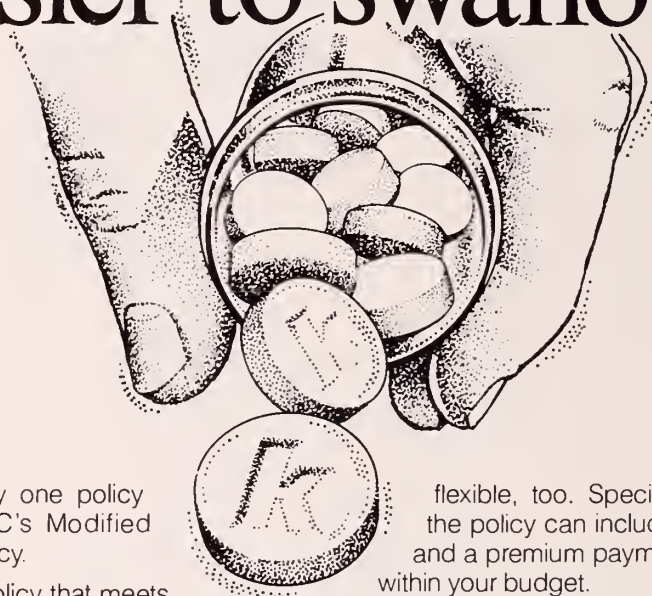 sier to swallo
K
K
y one policy
C's Modified
cy.
olicy that meets
flexible, too. Speci
the policy can includ
and a premium paym
within your budget.